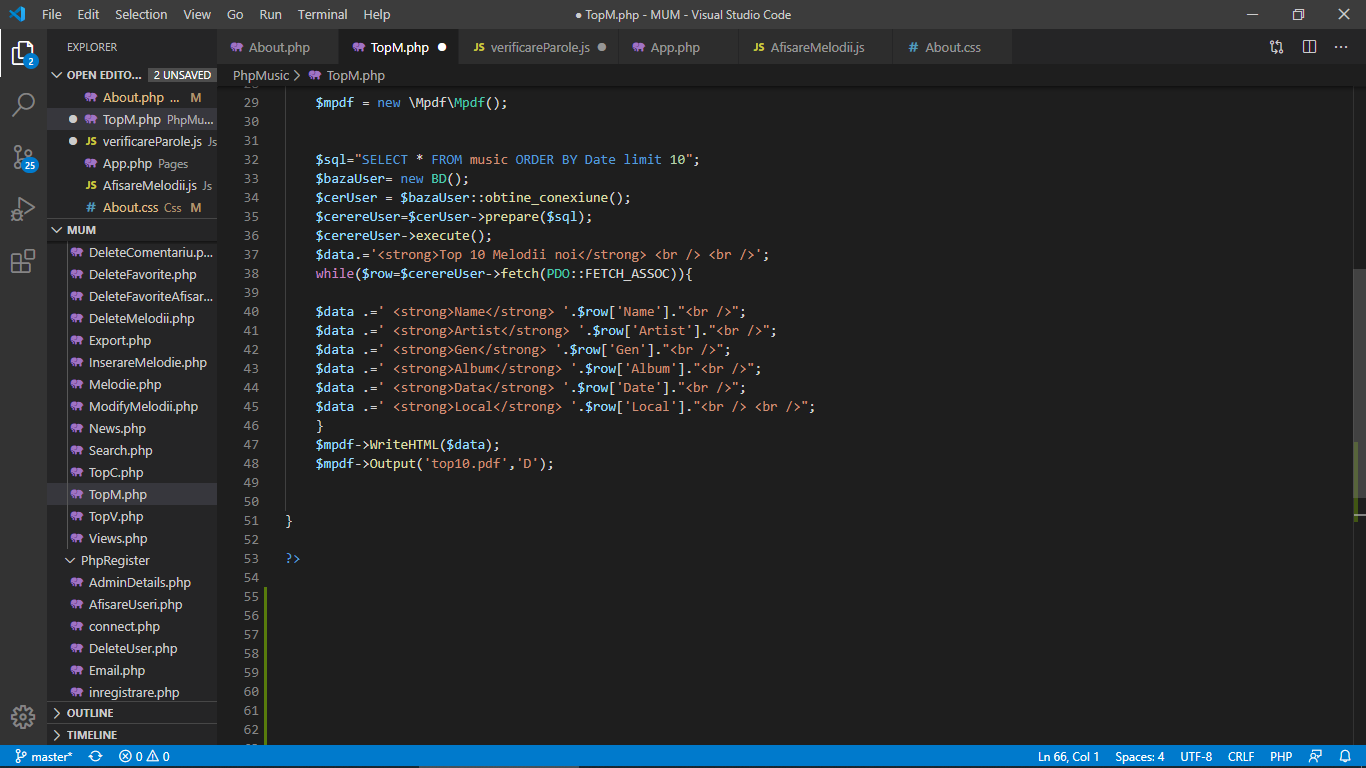 File Edit Selection View Go Run Terminal Help ● TopM.php - MUM - Visual Studio Code
EXPLORER
About.php
TopM.php
JS verificareParole.js
App.php
JS AfisareMelodii.js
# About.css
OPEN EDITO... 2 UNSAVED
About.php ... M
TopM.php PhpMu...
JS verificareParole.js Js
App.php Pages
JS AfisareMelodii.js Js
# About.css Css M
2
25
MUM
DeleteComentariu.p...
DeleteFavorite.php
DeleteFavoriteAfisar...
DeleteMelodii.php
Export.php
InserareMelodie.php
Melodie.php
ModifyMelodii.php
News.php
Search.php
TopC.php
TopM.php
TopV.php
Views.php
PhpRegister
AdminDetails.php
AfisareUseri.php
connect.php
DeleteUser.php
Email.php
inregistrare.php
OUTLINE
TIMELINE
PhpMusic > TopM.php
29 $mpdf = new \Mpdf\Mpdf();
30
31
32 $sql="SELECT * FROM music ORDER BY Date limit 10";
33 $bazaUser= new BD();
34 $cerUser = $bazaUser::obtine_conexiune();
35 $cerereUser=$cerUser->prepare($sql);
36 $cerereUser->execute();
37 $data.='<strong>Top 10 Melodii noi</strong> <br /> <br />';
38 while($row=$cerereUser->fetch(PDO::FETCH_ASSOC)){
39
40 $data .=' <strong>Name</strong> '.$row['Name']."<br />";
41 $data .=' <strong>Artist</strong> '.$row['Artist']."<br />";
42 $data .=' <strong>Gen</strong> '.$row['Gen']."<br />";
43 $data .=' <strong>Album</strong> '.$row['Album']."<br />";
44 $data .=' <strong>Data</strong> '.$row['Date']."<br />";
45 $data .=' <strong>Local</strong> '.$row['Local']."<br /> <br />";
46 }
47 $mpdf->WriteHTML($data);
48 $mpdf->Output('top10.pdf','D');
49
50
51 }
52
53 ?>
54
55
56
57
58
59
60
61
62
master* 0 0 Ln 66, Col 1 Spaces: 4 UTF-8 CRLF PHP